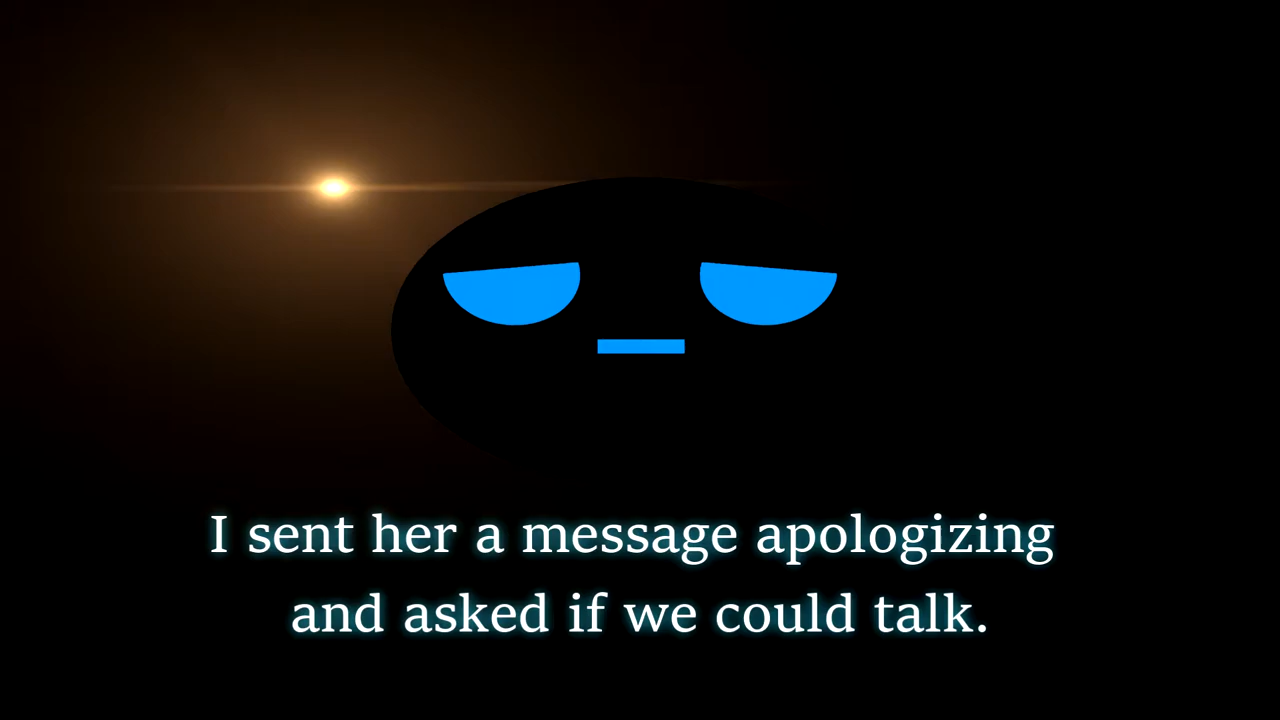 I sent her a message apologizing
and asked if we could talk.